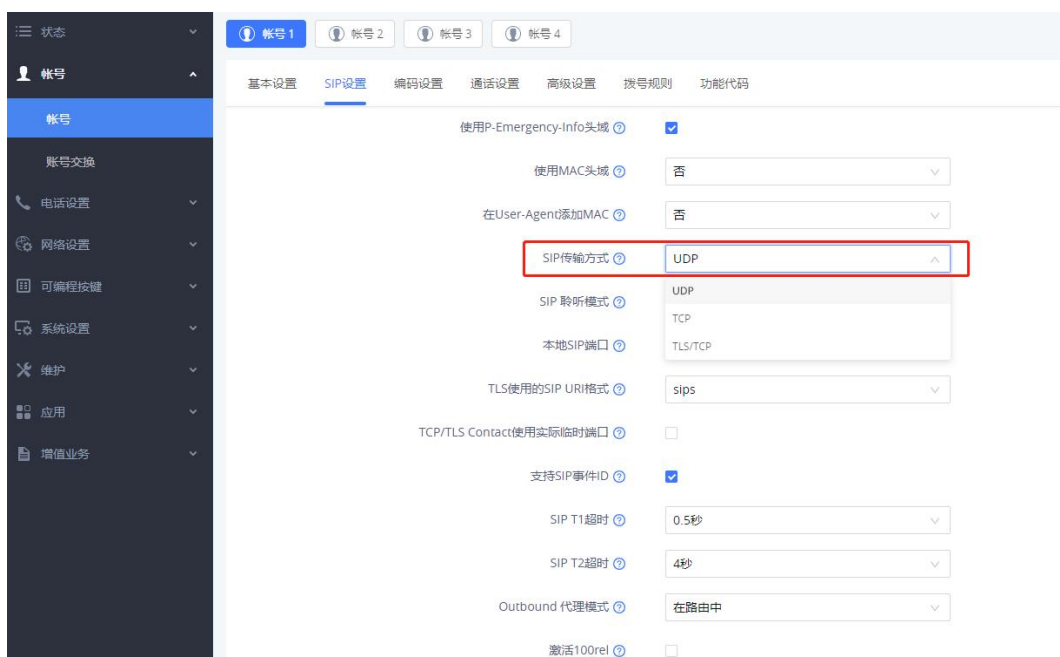 状态
帐号
帐号
账号交换
电话设置
网络设置
可编程按键
系统设置
维护
应用
增值业务
帐号1 帐号2 帐号3 帐号4
基本设置 SIP设置 编码设置 通话设置 高级设置 拨号规则 功能代码
使用P-Emergency-Info头域
使用MAC头域 否
在User-Agent添加MAC 否
SIP传输方式 UDP
UDP
SIP 聆听模式
TCP
本地SIP端口 TLS/TCP
TLS使用的SIP URI格式 sips
TCP/TLS Contact使用实际临时端口
支持SIP事件ID
SIP T1超时 0.5秒
SIP T2超时 4秒
Outbound 代理模式 在路由中
激活100rel